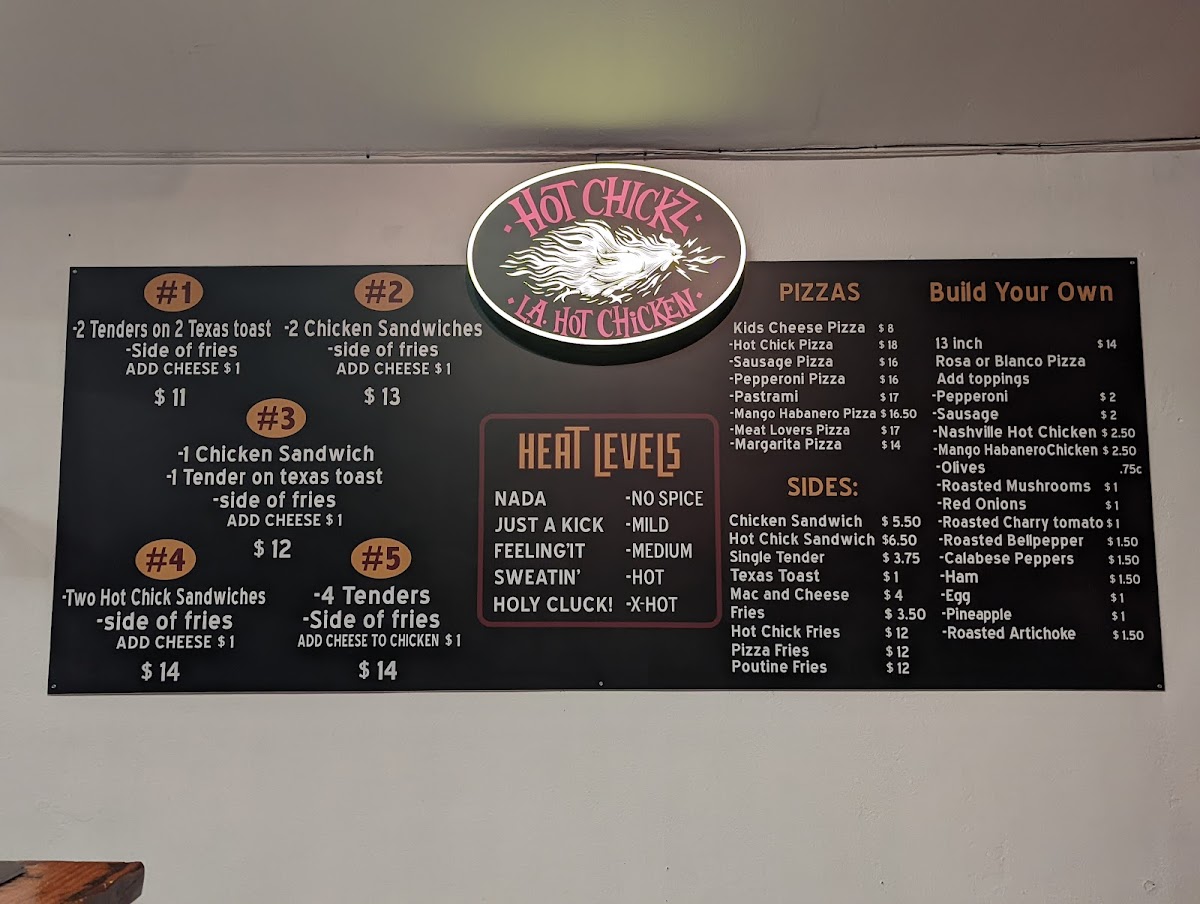 HOT CHICKZ
L.A. HOT CHICKEN
#1
-2 Tenders on 2 Texas toast
-Side of fries
ADD CHEESE $1
$ 11
#2
-2 Chicken Sandwiches
-side of fries
ADD CHEESE $1
$ 13
#3
-1 Chicken Sandwich
-1 Tender on texas toast
-side of fries
ADD CHEESE $1
$ 12
#4
-Two Hot Chick Sandwiches
-side of fries
ADD CHEESE $1
$ 14
#5
-4 Tenders
-Side of fries
ADD CHEESE TO CHICKEN $1
$ 14
HEAT LEVELS
NADA -NO SPICE
JUST A KICK -MILD
FEELING'IT -MEDIUM
SWEATIN' -HOT
HOLY CLUCK! -X-HOT
PIZZAS
Kids Cheese Pizza $ 8
-Hot Chick Pizza $ 18
-Sausage Pizza $ 16
-Pepperoni Pizza $ 16
-Pastrami $ 17
-Mango Habanero Pizza $ 16.50
-Meat Lovers Pizza $ 17
-Margarita Pizza $ 14
SIDES:
Chicken Sandwich $ 5.50
Hot Chick Sandwich $6.50
Single Tender $ 3.75
Texas Toast $ 1
Mac and Cheese $ 4
Fries $ 3.50
Hot Chick Fries $ 12
Pizza Fries $ 12
Poutine Fries $ 12
Build Your Own
13 inch $ 14
Rosa or Blanco Pizza
Add toppings
-Pepperoni $ 2
-Sausage $ 2
-Nashville Hot Chicken $ 2.50
-Mango HabaneroChicken $ 2.50
-Olives .75c
-Roasted Mushrooms $ 1
-Red Onions $ 1
-Roasted Charry tomato $ 1
-Roasted Bellpepper $ 1.50
-Calabese Peppers $ 1.50
-Ham $ 1.50
-Egg $ 1
-Pineapple $ 1
-Roasted Artichoke $ 1.50